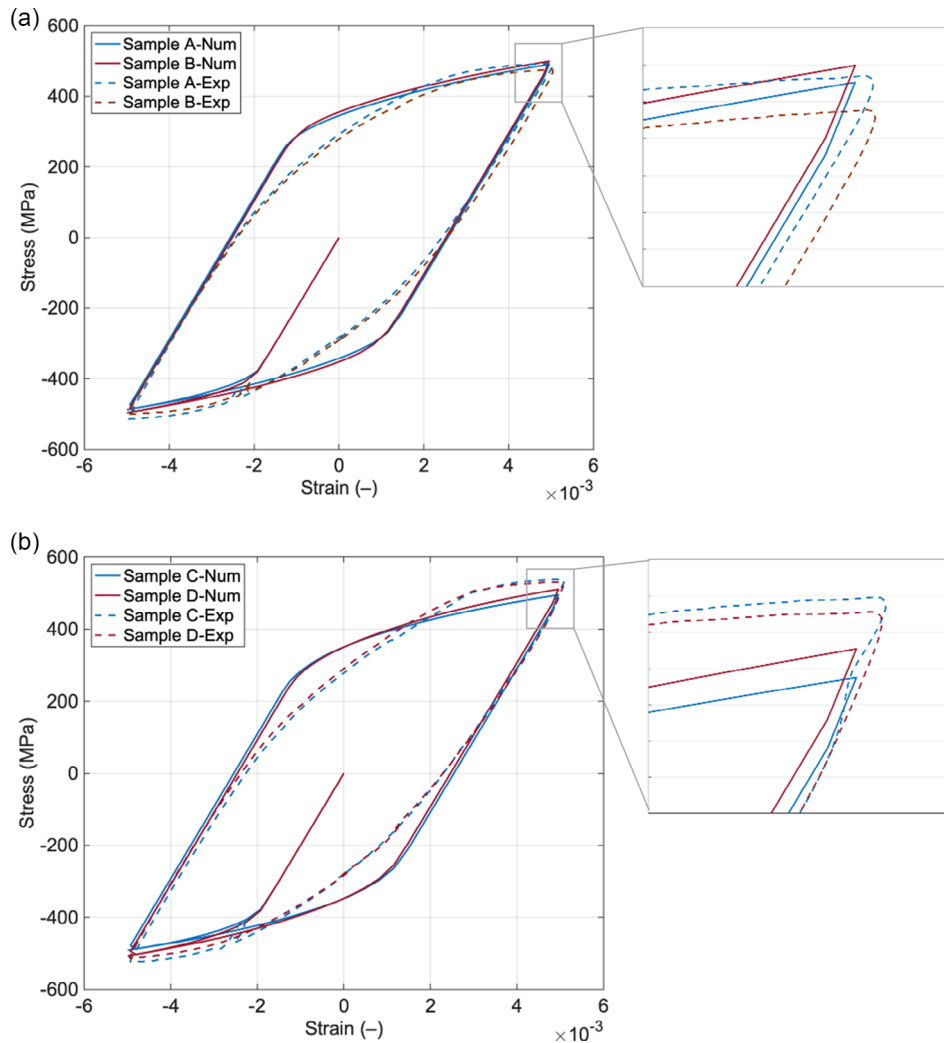 (a)
600
400
200
0
-200
-400
-600
Stress (MPa)
Sample A-Num
Sample B-Num
Sample A-Exp
Sample B-Exp
-6 -4 -2 0 2 4 6
Strain (–)
×10⁻³
(b)
600
400
200
0
-200
-400
-600
Stress (MPa)
Sample C-Num
Sample D-Num
Sample C-Exp
Sample D-Exp
-6 -4 -2 0 2 4 6
Strain (–)
×10⁻³